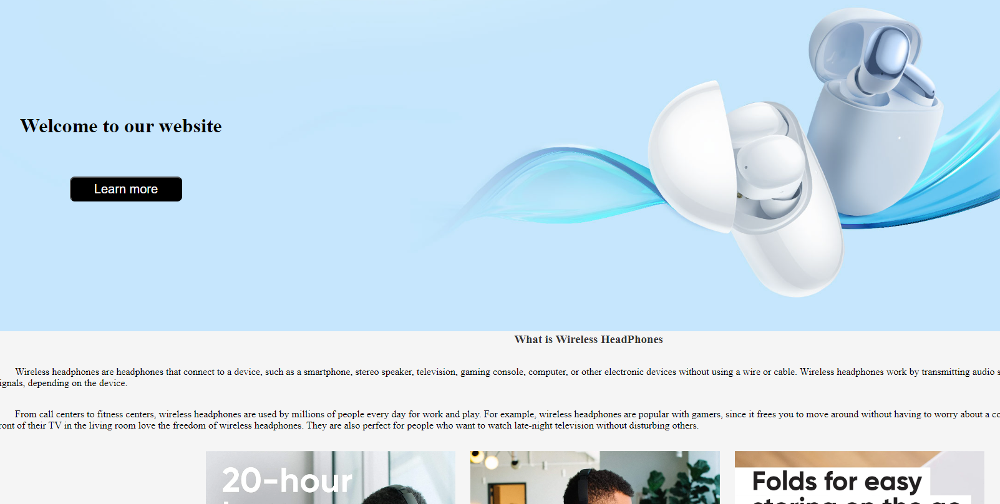 Welcome to our website
Learn more
What is Wireless HeadPhones
Wireless headphones are headphones that connect to a device, such as a smartphone, stereo speaker, television, gaming console, computer, or other electronic devices without using a wire or cable. Wireless headphones work by transmitting audio s
ignals, depending on the device.
From call centers to fitness centers, wireless headphones are used by millions of people every day for work and play. For example, wireless headphones are popular with gamers, since it frees you to move around without having to worry about a co
ront of their TV in the living room love the freedom of wireless headphones. They are also perfect for people who want to watch late-night television without disturbing others.
20-hour
Folds for easy
storing on the go